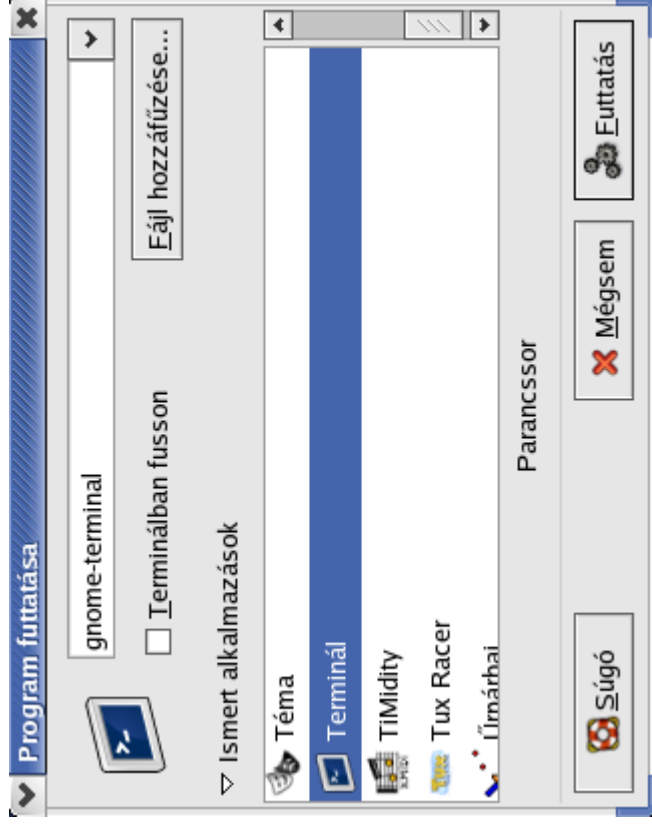 Program futtatása
gnome-terminal
Terminálban fusson
Fájl hozzáfűzése...
Ismert alkalmazások
Téma
Terminál
TiMidity
Tux Racer
Űrhárbaj
Parancssor
Súgó
Mégsem
Futtatás